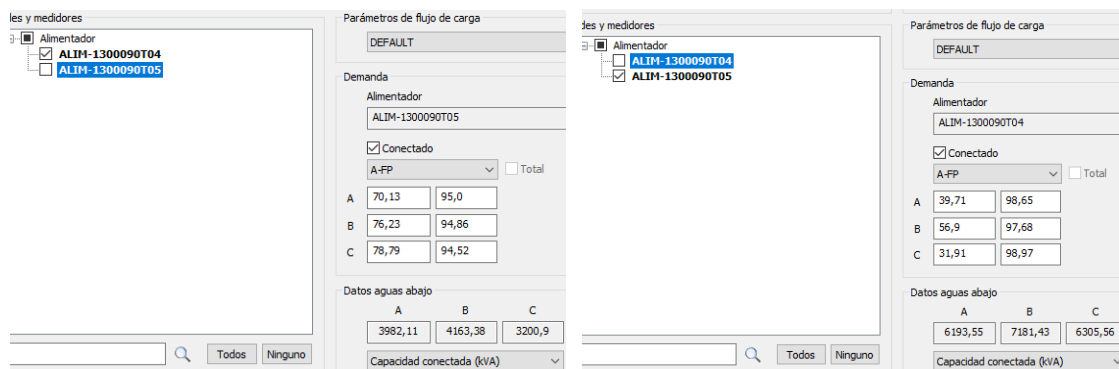 des y medidores
Alimentador
ALIM-1300090T04
ALIM-1300090T05
Todos Ninguno
Parámetros de flujo de carga
DEFAULT
Demanda
Alimentador
ALIM-1300090T05
Conectado
A-FP Total
A 70,13 95,0
B 76,23 94,86
C 78,79 94,52
Datos aguas abajo
A B C
3982,11 4163,38 3200,9
Capacidad conectada (kVA)
des y medidores
Alimentador
ALIM-1300090T04
ALIM-1300090T05
Todos Ninguno
Parámetros de flujo de carga
DEFAULT
Demanda
Alimentador
ALIM-1300090T04
Conectado
A-FP Total
A 39,71 98,65
B 56,9 97,68
C 31,91 98,97
Datos aguas abajo
A B C
6193,55 7181,43 6305,56
Capacidad conectada (kVA)